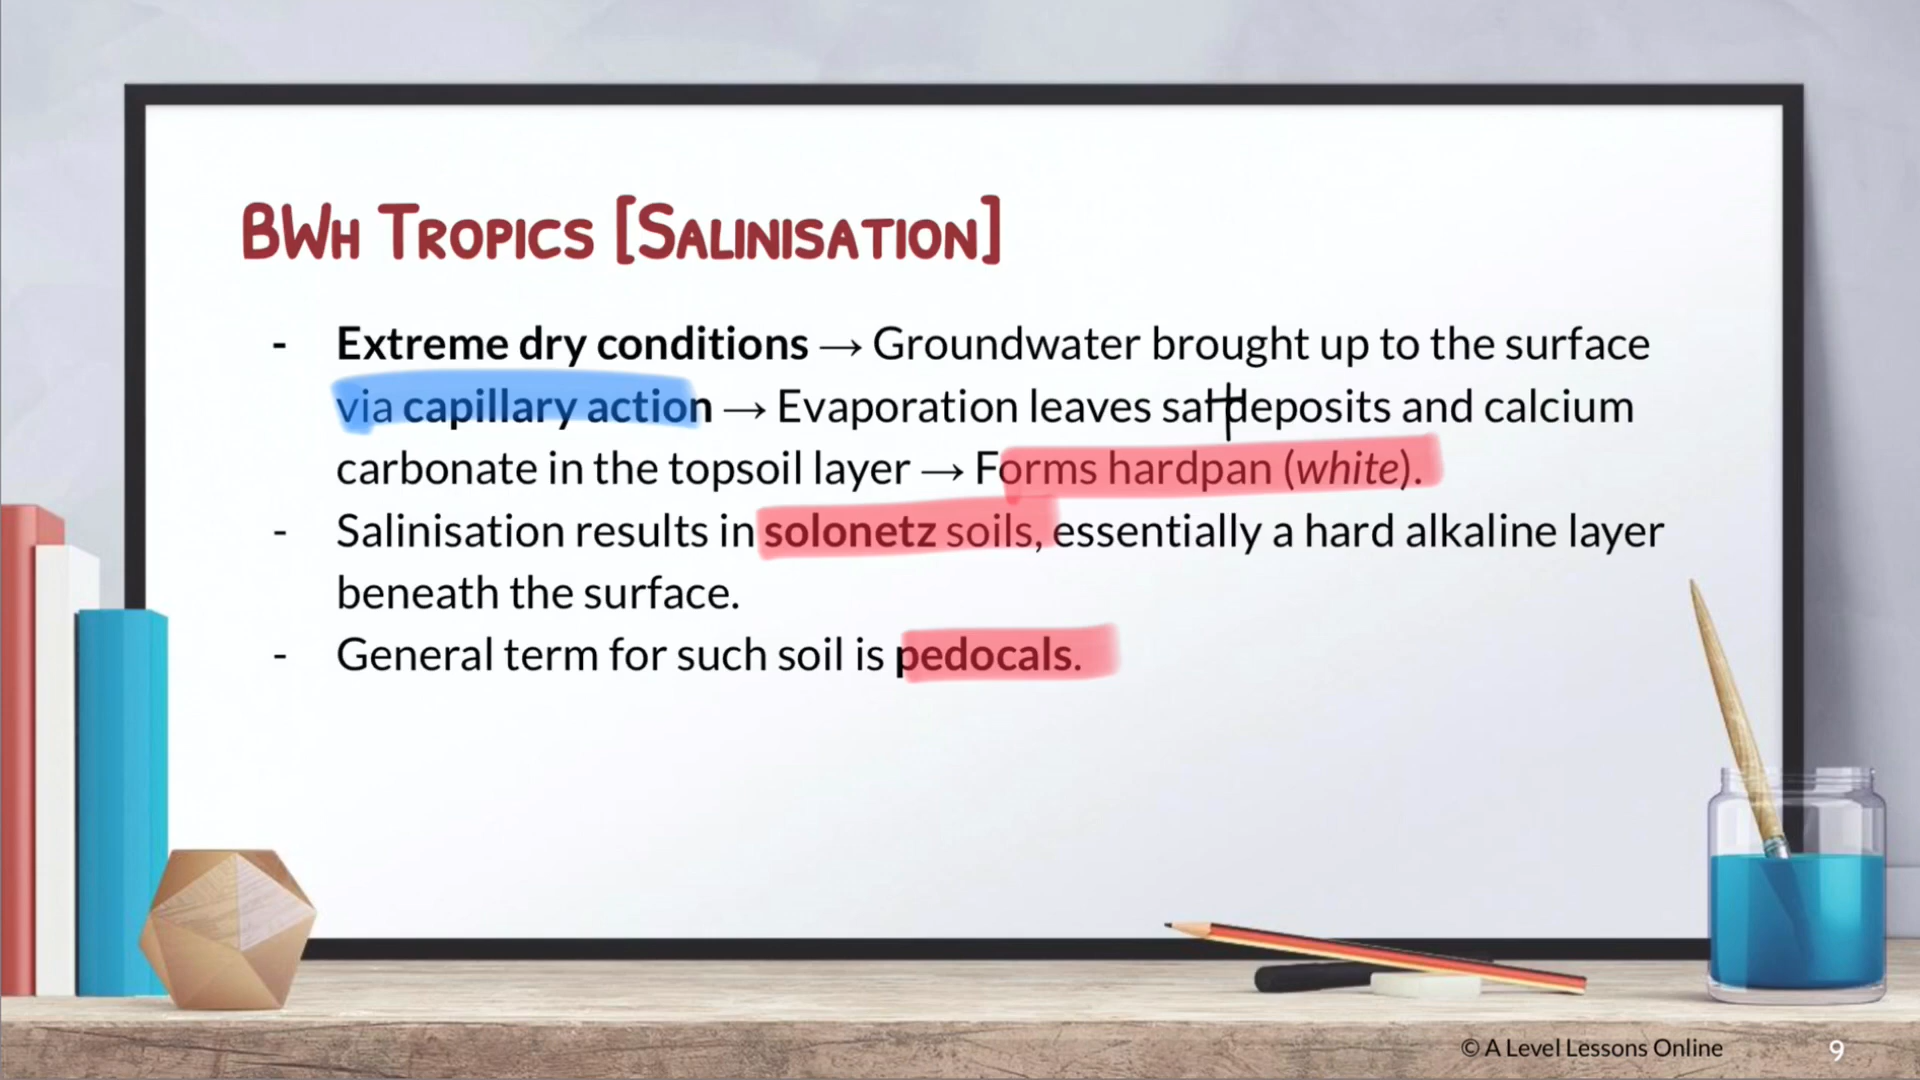 BWh Tropics [Salinisation]
- Extreme dry conditions → Groundwater brought up to the surface
via capillary action → Evaporation leaves salt deposits and calcium
carbonate in the topsoil layer → Forms hardpan (white).
- Salinisation results in solonetz soils, essentially a hard alkaline layer
beneath the surface.
- General term for such soil is pedocals.
© A Level Lessons Online
9